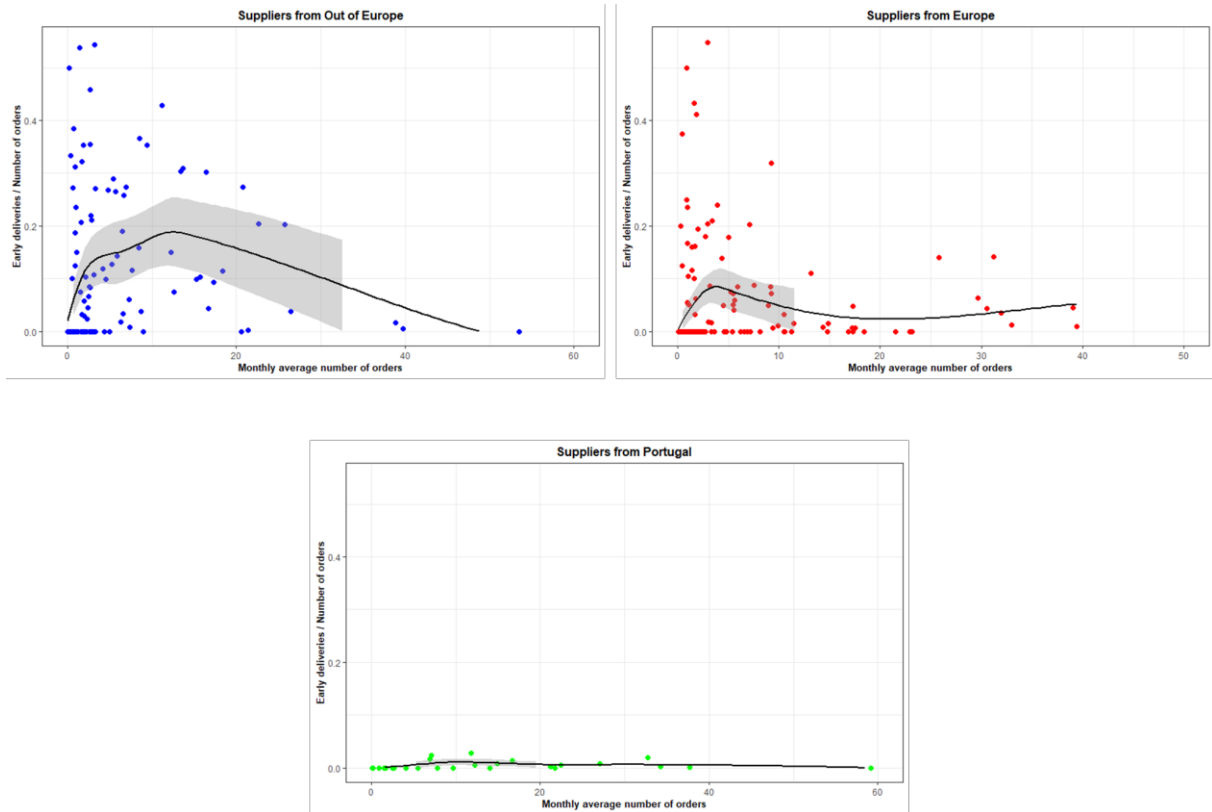 Suppliers from Out of Europe
Early deliveries / Number of orders
0.4
0.2
0.0
0 20 40 60
Monthly average number of orders
Suppliers from Europe
Early deliveries / Number of orders
0.4
0.2
0.0
0 10 20 30 40 50
Monthly average number of orders
Suppliers from Portugal
Early deliveries / Number of orders
0.4
0.2
0.0
0 20 40 60
Monthly average number of orders